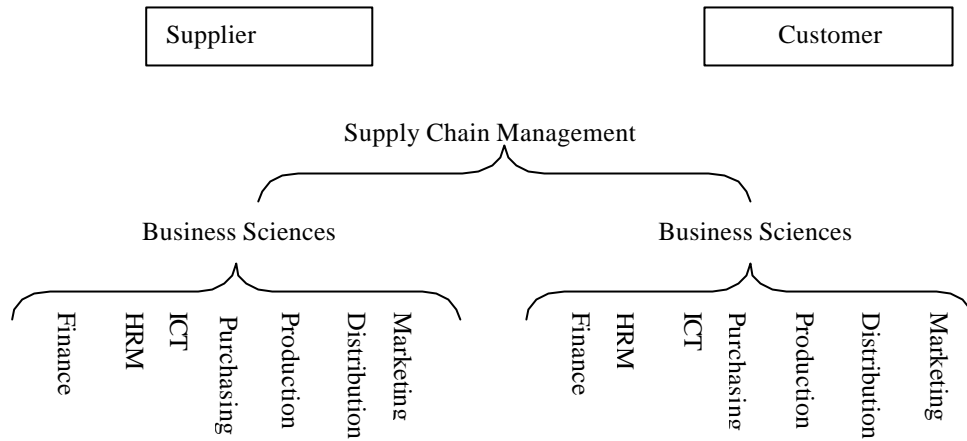 Supplier
Customer
Supply Chain Management
Business Sciences
Business Sciences
Finance
HRM
ICT
Purchasing
Production
Distribution
Marketing
Finance
HRM
ICT
Purchasing
Production
Distribution
Marketing